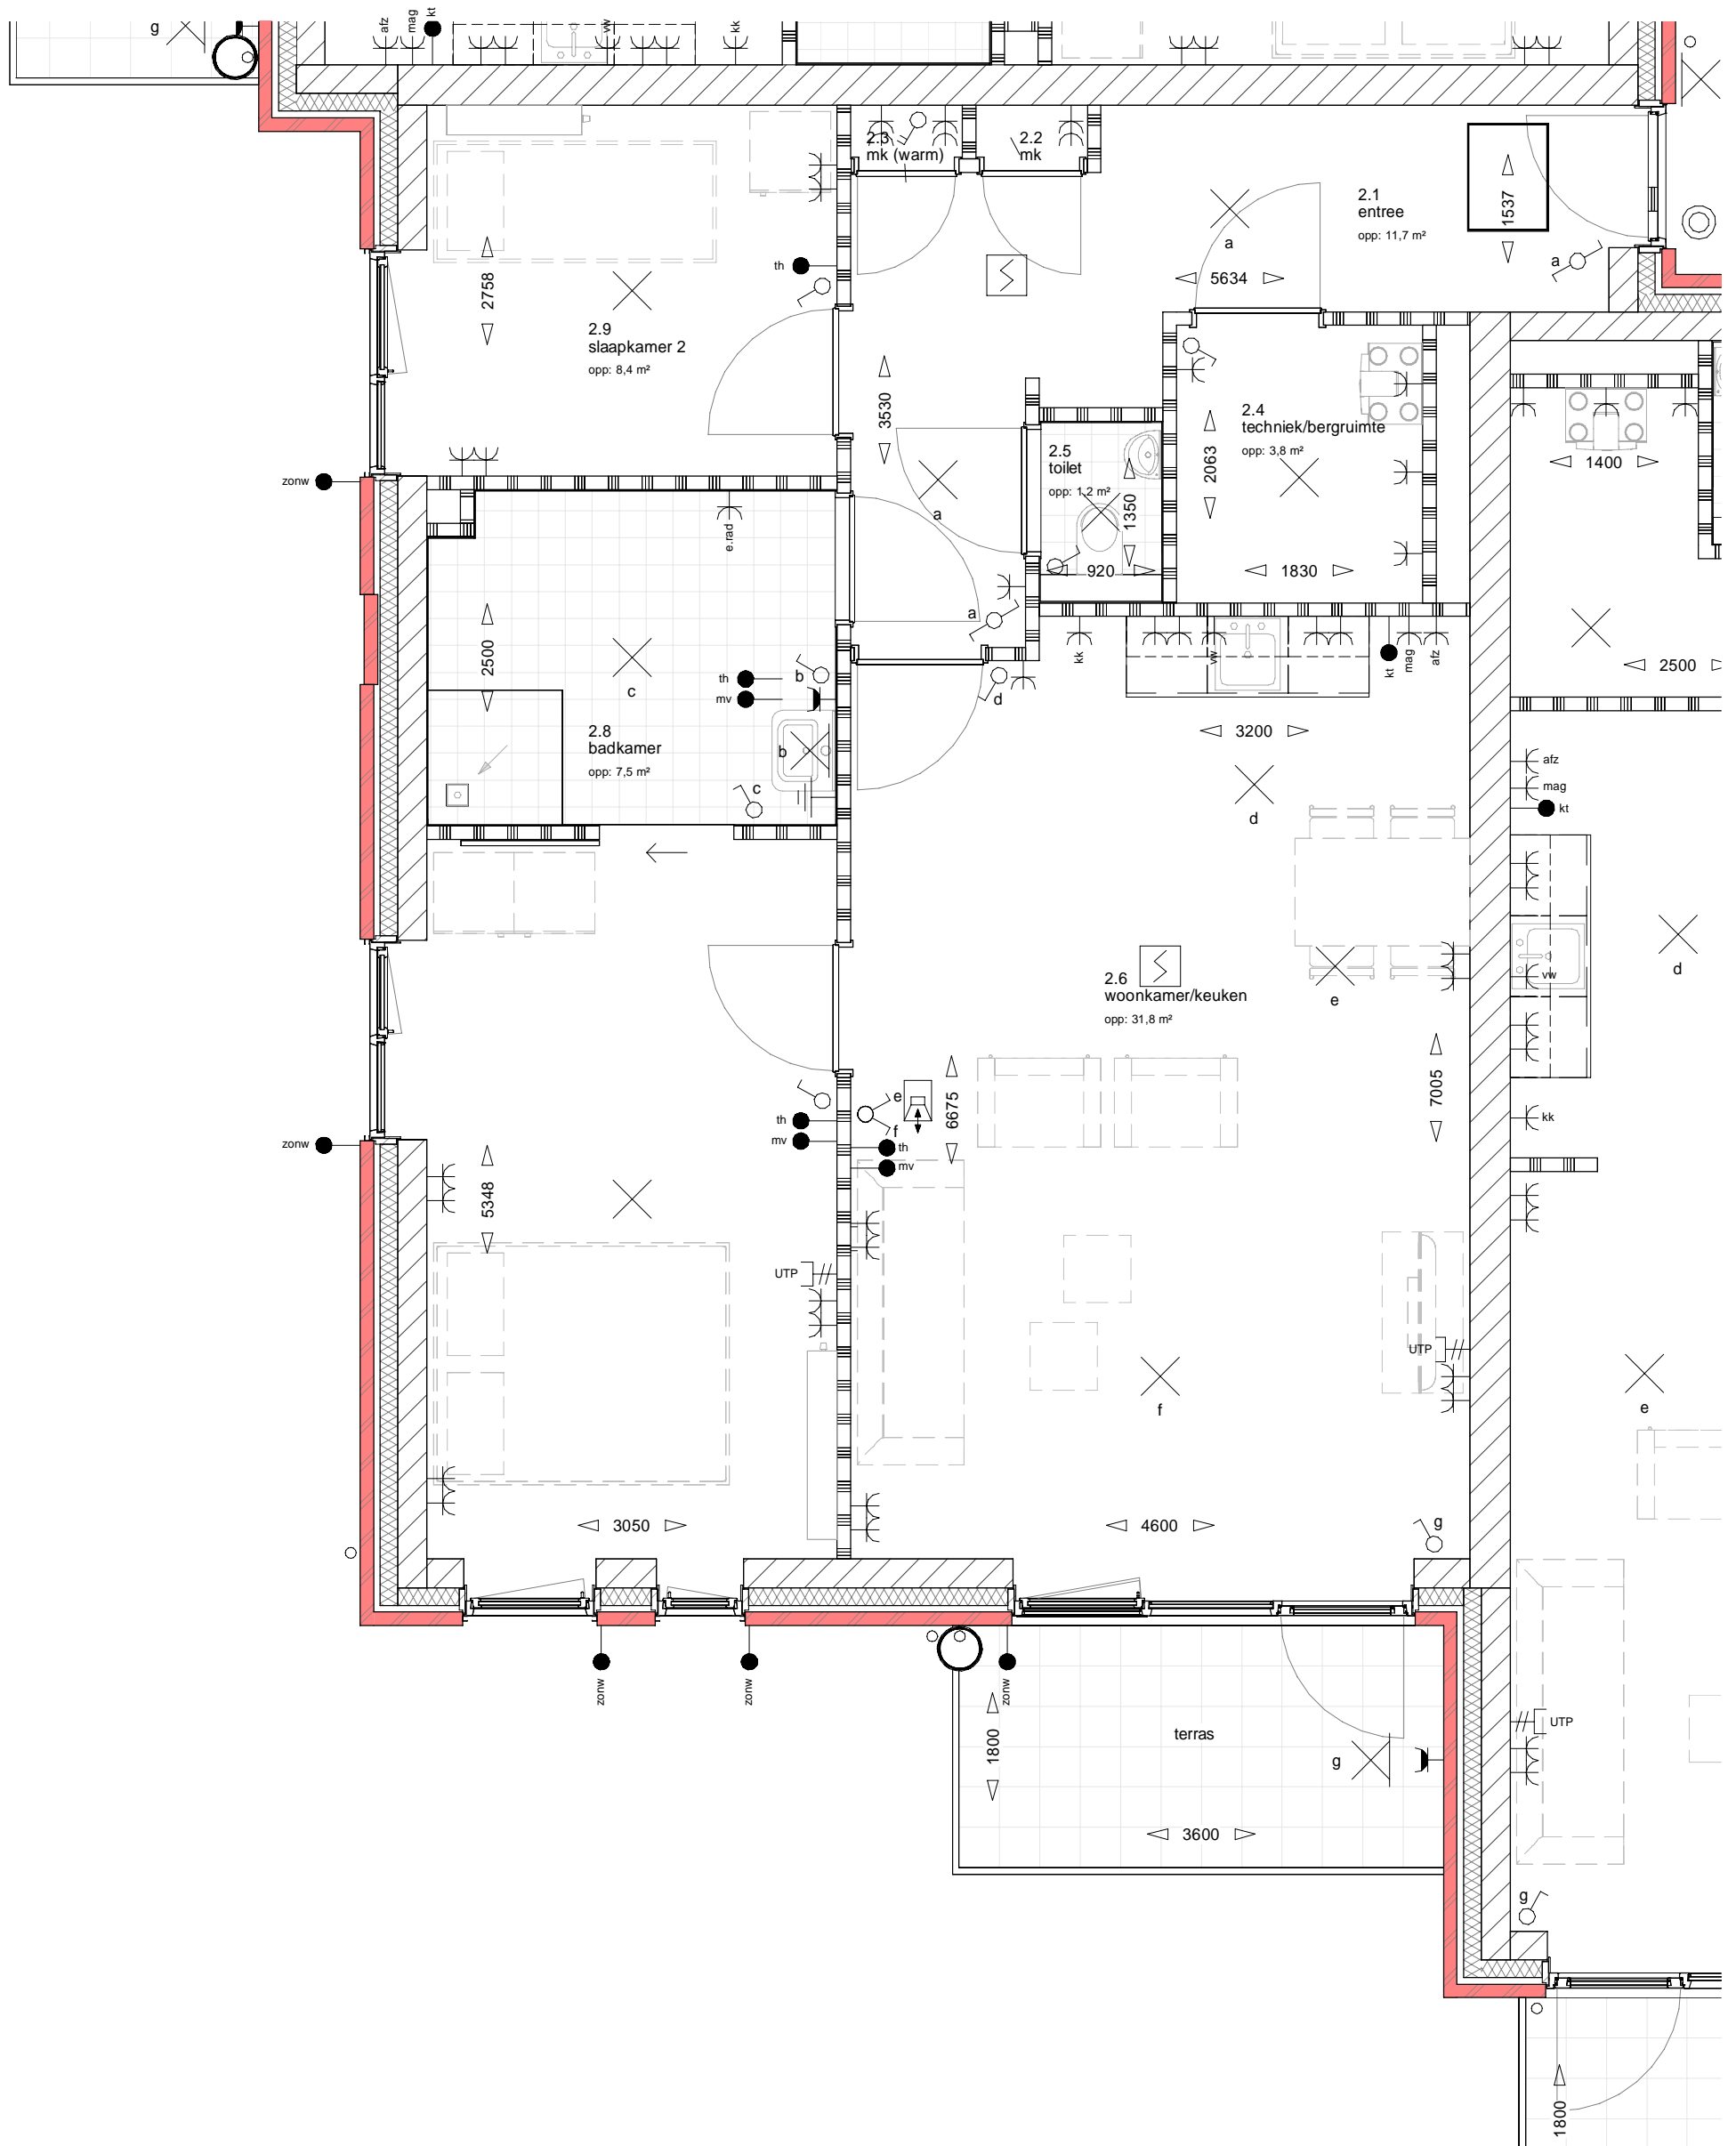 g
afz
mag
kt
vw
kk
2.3
mk (warm)
2.2
mk
2.1
entree
opp: 11,7 m²
1537
a
a
5634
th
2758
2.9
slaapkamer 2
opp: 8,4 m²
3530
2.4
techniek/bergruimte
opp: 3,8 m²
2063
2.5
toilet
opp: 1,2 m²
1350
1400
zonw
e.rad
a
920
1830
a
2500
c
th
mv
b
d
kk
vw
kt
mag
afz
2500
2.8
badkamer
opp: 7,5 m²
b
c
3200
d
afz
mag
kt
vw
d
2.6
woonkamer/keuken
opp: 31,8 m²
e
7005
6675
e
f
th
mv
th
mv
kk
zonw
5348
UTP
UTP
f
e
3050
4600
g
zonw
zonw
zonw
1800
terras
g
3600
UTP
g
1800